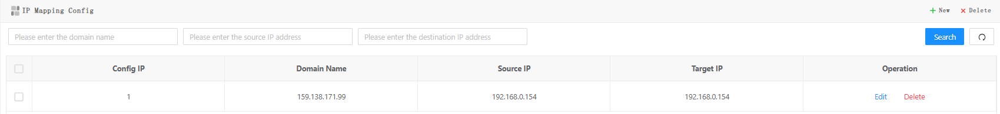 IP Mapping Config
New Delete
Please enter the domain name Please enter the source IP address Please enter the destination IP address Search
Config IP Domain Name Source IP Target IP Operation
1 159.138.171.99 192.168.0.154 192.168.0.154 Edit Delete